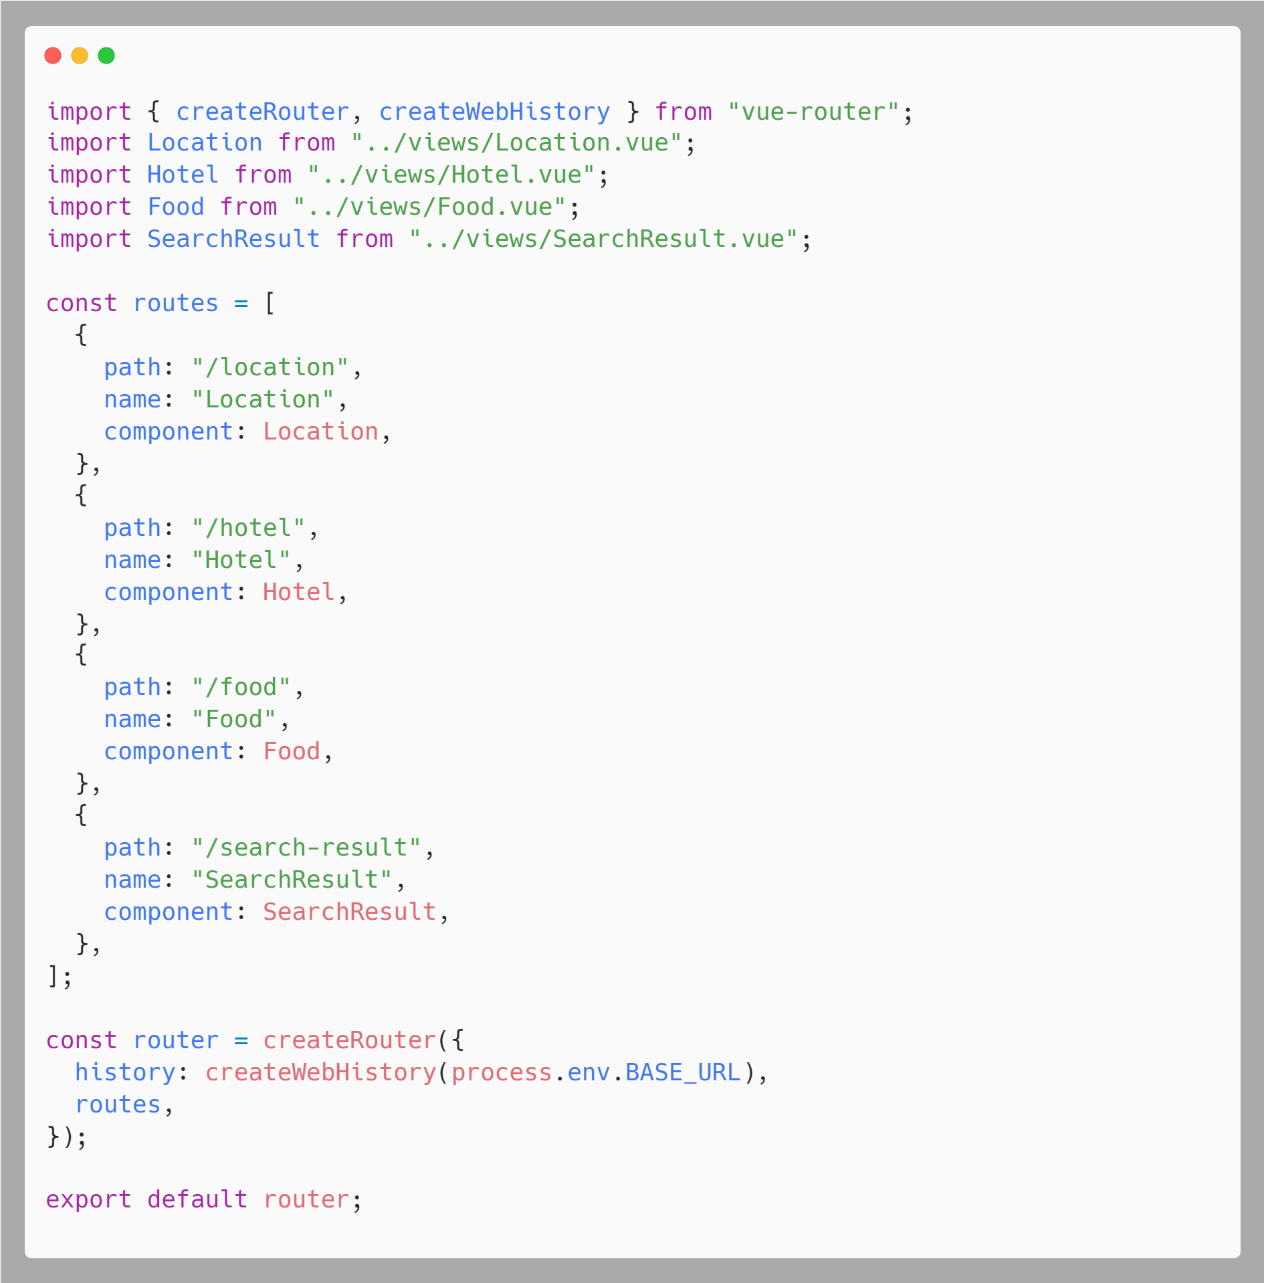 import { createRouter, createWebHistory } from "vue-router";
import Location from "../views/Location.vue";
import Hotel from "../views/Hotel.vue";
import Food from "../views/Food.vue";
import SearchResult from "../views/SearchResult.vue";

const routes = [
  {
    path: "/location",
    name: "Location",
    component: Location,
  },
  {
    path: "/hotel",
    name: "Hotel",
    component: Hotel,
  },
  {
    path: "/food",
    name: "Food",
    component: Food,
  },
  {
    path: "/search-result",
    name: "SearchResult",
    component: SearchResult,
  },
];

const router = createRouter({
  history: createWebHistory(process.env.BASE_URL),
  routes,
});

export default router;